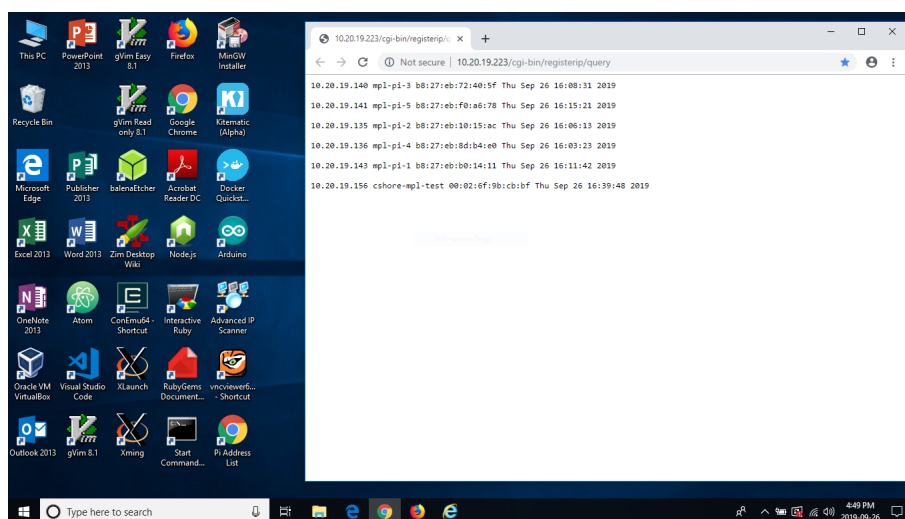 This PC
PowerPoint 2013
gVim Easy 8.1
Firefox
MinGW Installer
Recycle Bin
gVim Read only 8.1
Google Chrome
Kitematic (Alpha)
Microsoft Edge
Publisher 2013
balenaEtcher
Acrobat Reader DC
Docker Quickst...
Excel 2013
Word 2013
Zim Desktop Wiki
Node.js
Arduino
OneNote 2013
Atom
ConEmu64 - Shortcut
Interactive Ruby
Advanced IP Scanner
Oracle VM VirtualBox
Visual Studio Code
XLaunch
RubyGems Document...
vncviewer6... - Shortcut
Outlook 2013
gVim 8.1
Xming
Start Command...
Pi Address List
10.20.19.223/cgi-bin/registerip/
Not secure | 10.20.19.223/cgi-bin/registerip/query
10.20.19.140 mpl-pi-3 b8:27:eb:72:40:5f Thu Sep 26 16:08:31 2019
10.20.19.141 mpl-pi-5 b8:27:eb:f0:a6:78 Thu Sep 26 16:15:21 2019
10.20.19.135 mpl-pi-2 b8:27:eb:10:15:ac Thu Sep 26 16:06:13 2019
10.20.19.136 mpl-pi-4 b8:27:eb:8d:b4:e0 Thu Sep 26 16:03:23 2019
10.20.19.143 mpl-pi-1 b8:27:eb:b0:14:11 Thu Sep 26 16:11:42 2019
10.20.19.156 cshore-mpl-test 00:02:6f:9b:cb:bf Thu Sep 26 16:39:48 2019
Type here to search
4:49 PM
2019-09-26